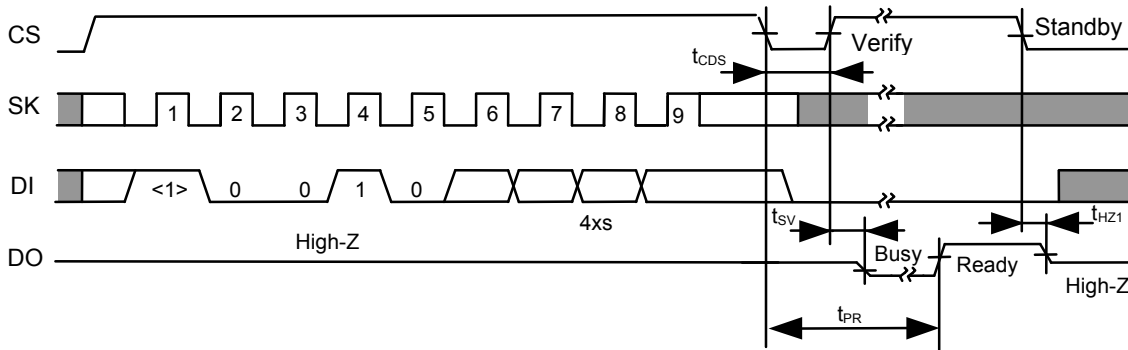 CS
Verify
Standby
tCDS
SK
1 2 3 4 5 6 7 8 9
DI
<1> 0 0 1 0
4xs
tSV
tHZ1
High-Z
DO
Busy
Ready
High-Z
tPR